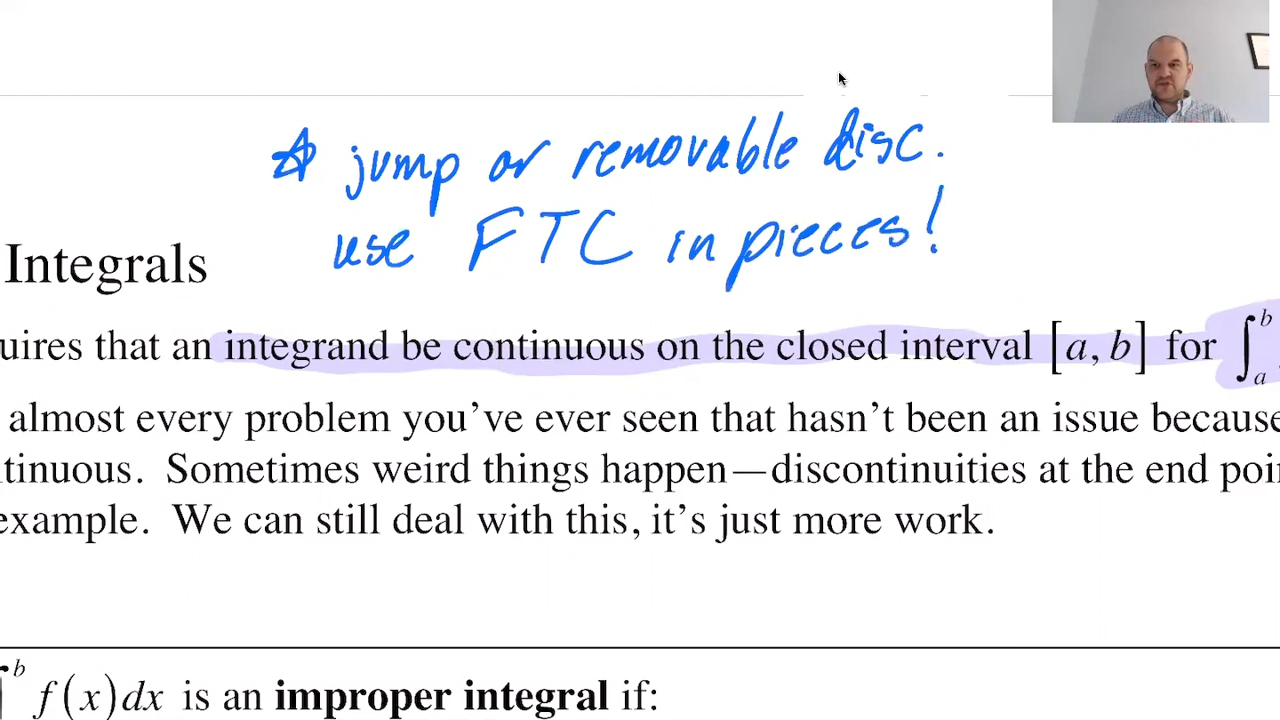 ☆ jump or removable disc.
use FTC in pieces!
Integrals
uires that an integrand be continuous on the closed interval [a, b] for ∫_a^b
almost every problem you’ve ever seen that hasn’t been an issue because
tinuous. Sometimes weird things happen—discontinuities at the end poin
example. We can still deal with this, it’s just more work.
∫^b f(x)dx is an improper integral if: